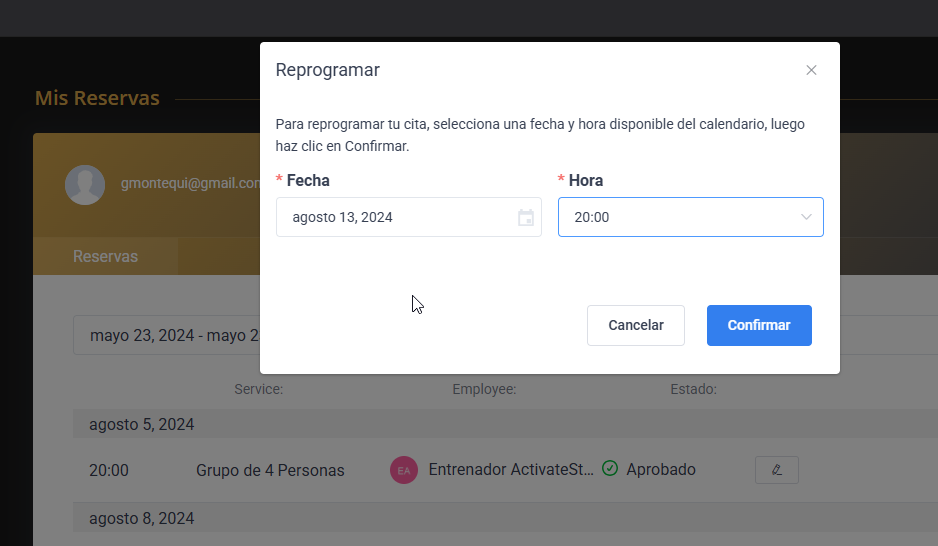 Reprogramar
Mis Reservas
Para reprogramar tu cita, selecciona una fecha y hora disponible del calendario, luego
haz clic en Confirmar.
* Fecha
* Hora
gmontequi@gmail.com
agosto 13, 2024
20:00
Reservas
Cancelar
Confirmar
mayo 23, 2024 - mayo 2
Service:
Employee:
Estado:
agosto 5, 2024
20:00
Grupo de 4 Personas
EA
Entrenador ActivateSt...
Aprobado
agosto 8, 2024